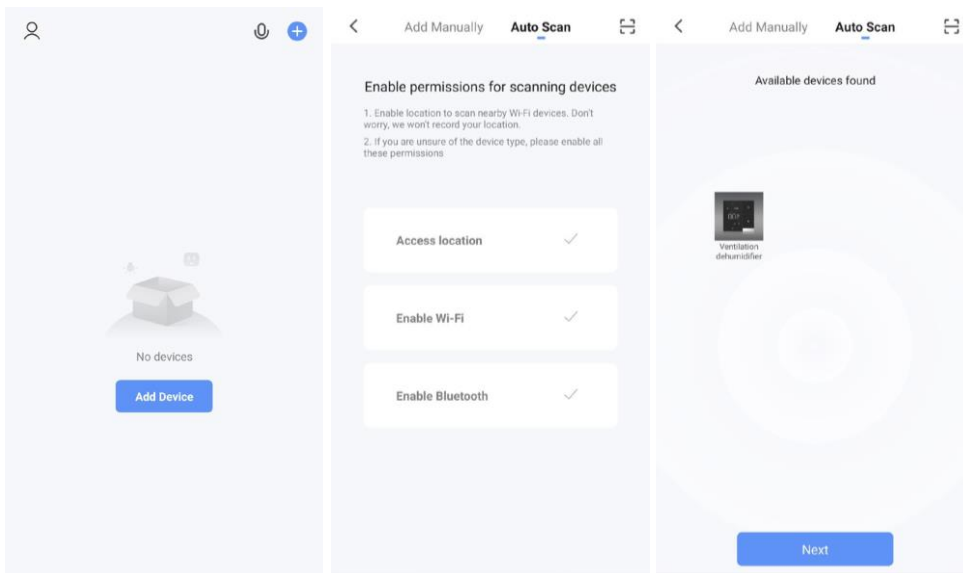 No devices
Add Device
Add Manually Auto Scan
Enable permissions for scanning devices
1. Enable location to scan nearby Wi-Fi devices. Don't
worry, we won't record your location.
2. If you are unsure of the device type, please enable all
these permissions
Access location
Enable Wi-Fi
Enable Bluetooth
Add Manually Auto Scan
Available devices found
Ventilation
dehumidifier
Next